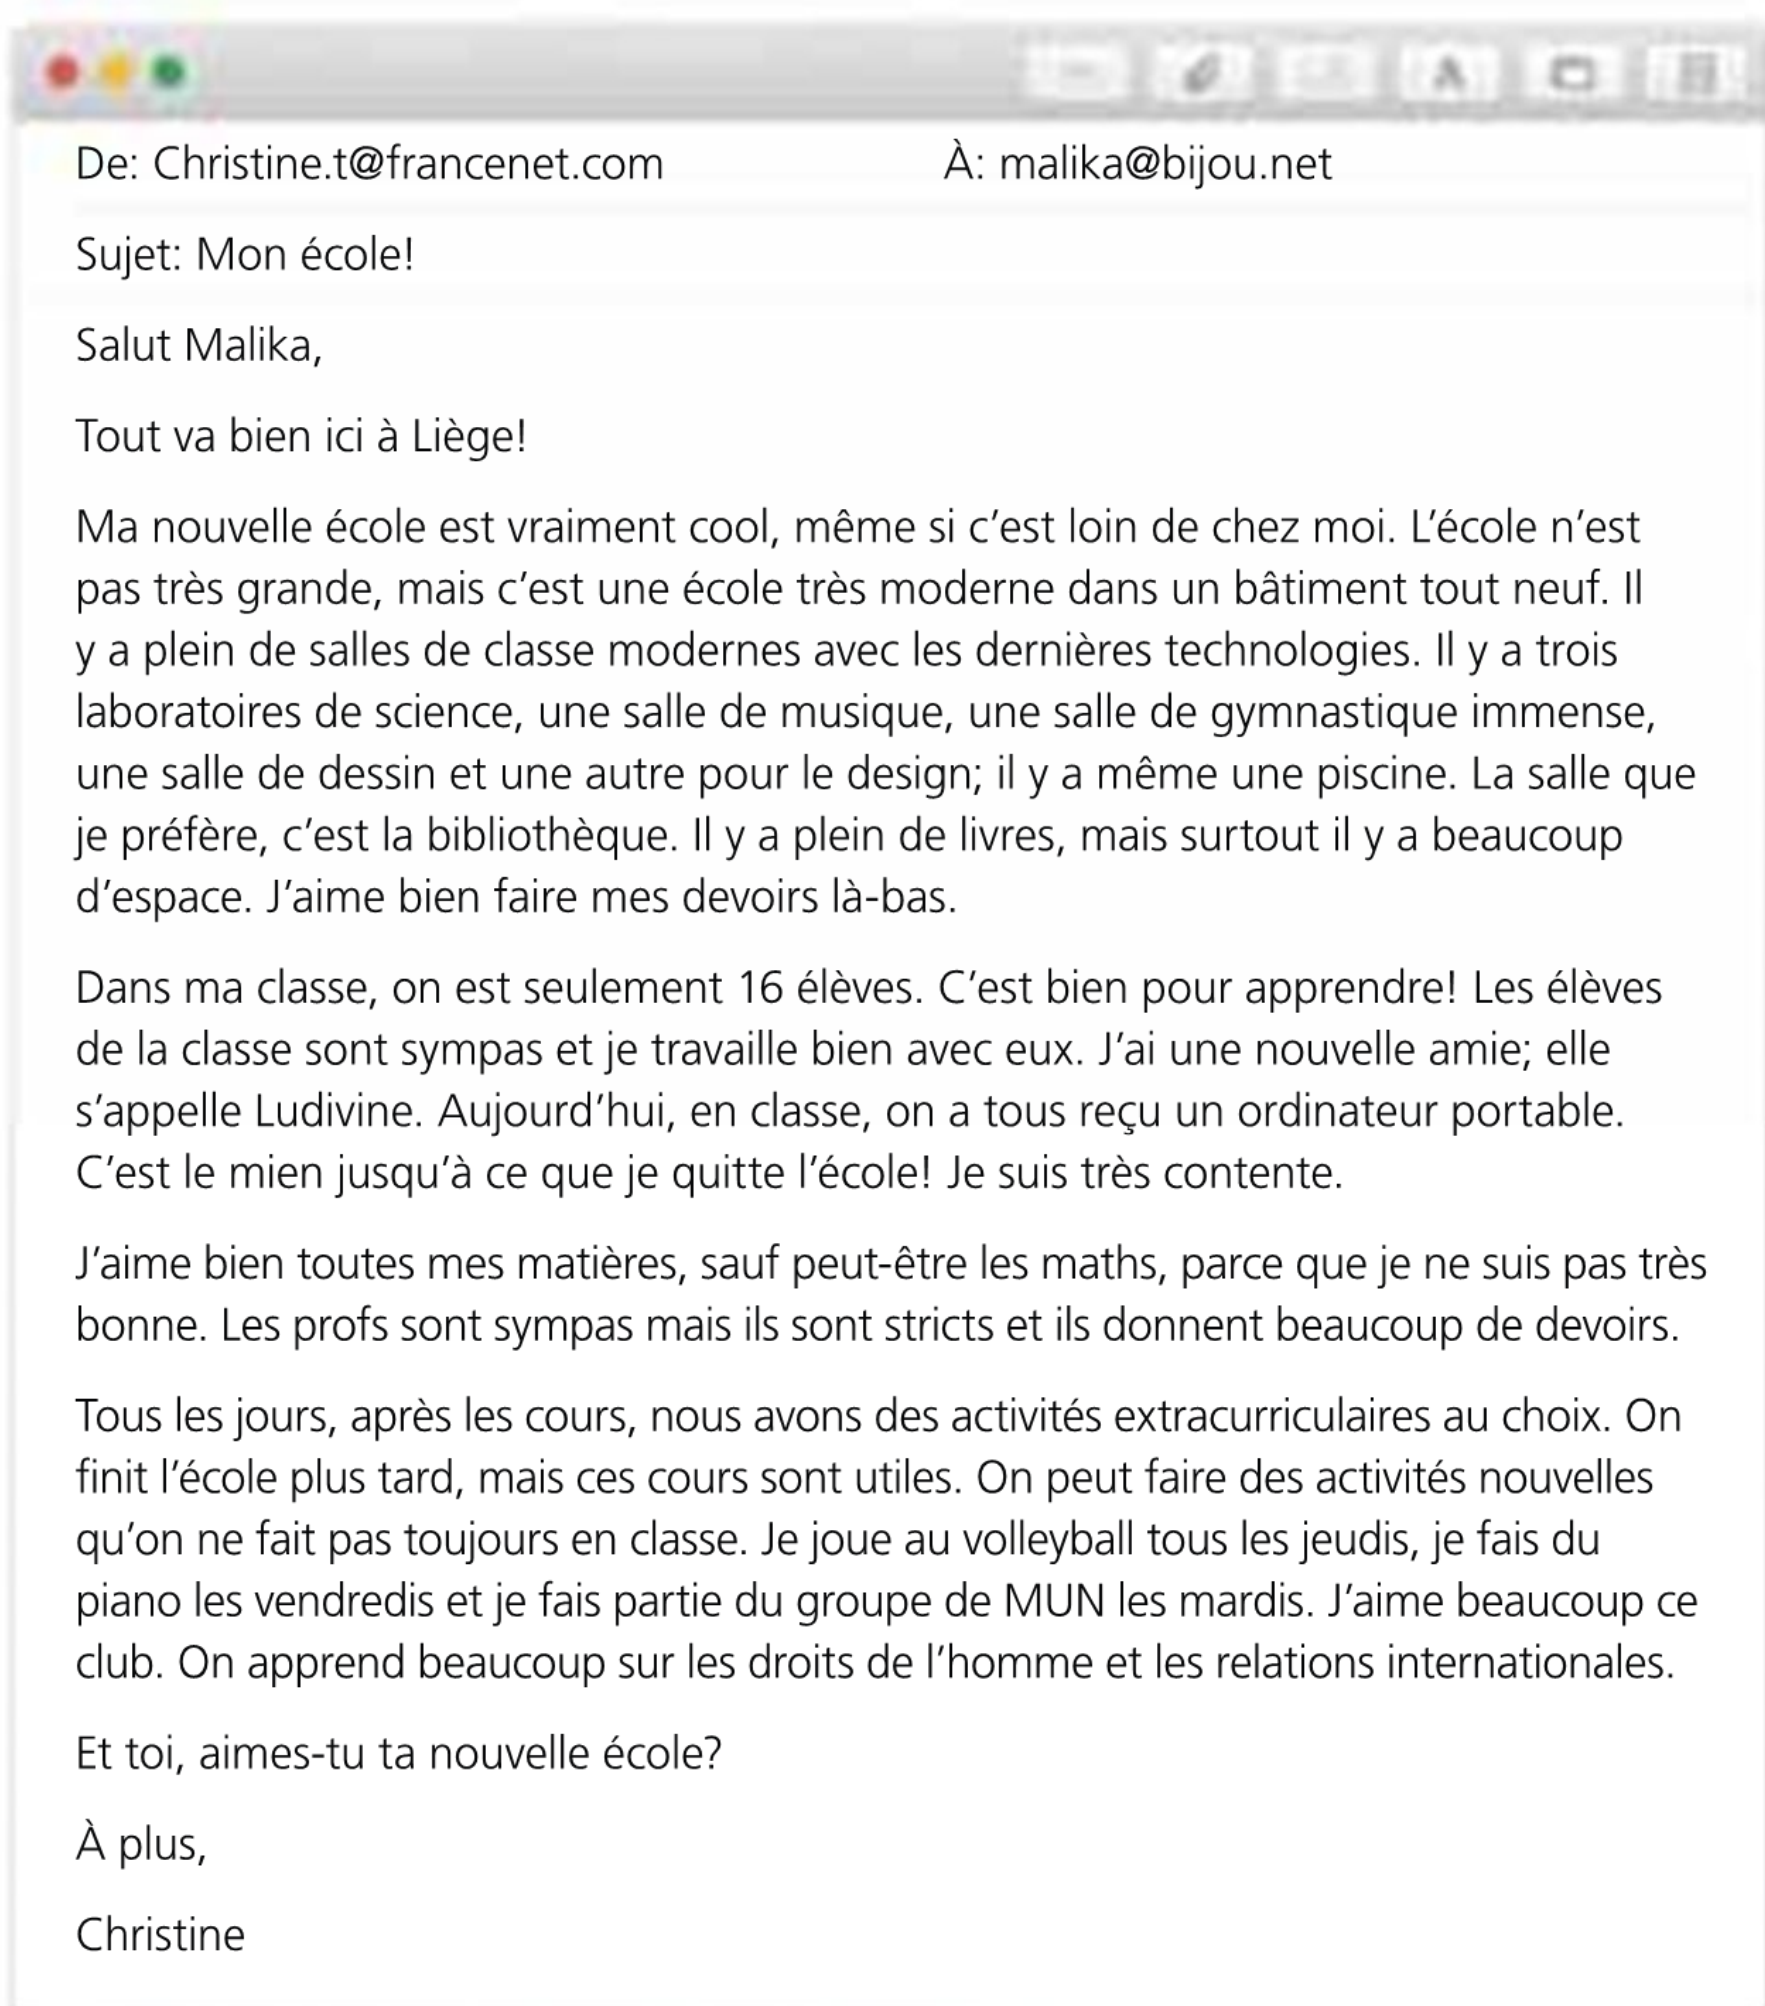 De: Christine.t@francenet.com À: malika@bijou.net
Sujet: Mon école!
Salut Malika,
Tout va bien ici à Liège!
Ma nouvelle école est vraiment cool, même si c’est loin de chez moi. L’école n’est
pas très grande, mais c’est une école très moderne dans un bâtiment tout neuf. Il
y a plein de salles de classe modernes avec les dernières technologies. Il y a trois
laboratoires de science, une salle de musique, une salle de gymnastique immense,
une salle de dessin et une autre pour le design; il y a même une piscine. La salle que
je préfère, c’est la bibliothèque. Il y a plein de livres, mais surtout il y a beaucoup
d’espace. J’aime bien faire mes devoirs là-bas.
Dans ma classe, on est seulement 16 élèves. C’est bien pour apprendre! Les élèves
de la classe sont sympas et je travaille bien avec eux. J’ai une nouvelle amie; elle
s’appelle Ludivine. Aujourd’hui, en classe, on a tous reçu un ordinateur portable.
C’est le mien jusqu’à ce que je quitte l’école! Je suis très contente.
J’aime bien toutes mes matières, sauf peut-être les maths, parce que je ne suis pas très
bonne. Les profs sont sympas mais ils sont stricts et ils donnent beaucoup de devoirs.
Tous les jours, après les cours, nous avons des activités extracurriculaires au choix. On
finit l’école plus tard, mais ces cours sont utiles. On peut faire des activités nouvelles
qu’on ne fait pas toujours en classe. Je joue au volleyball tous les jeudis, je fais du
piano les vendredis et je fais partie du groupe de MUN les mardis. J’aime beaucoup ce
club. On apprend beaucoup sur les droits de l’homme et les relations internationales.
Et toi, aimes-tu ta nouvelle école?
À plus,
Christine